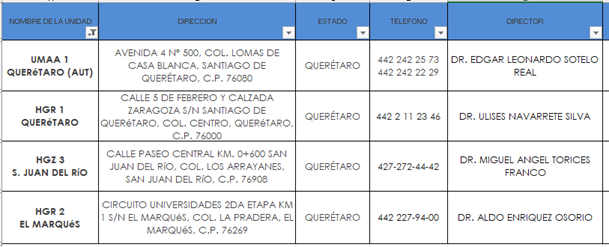 NOMBRE DE LA UNIDAD
DIRECCION
ESTADO
TELEFONO
DIRECTOR
UMAA 1
QUERéTARO (AUT)
AVENIDA 4 Nº 500, COL. LOMAS DE
CASA BLANCA, SANTIAGO DE
QUERÉTARO, C.P. 76080
QUERÉTARO
442 242 25 73
442 242 22 29
DR. EDGAR LEONARDO SOTELO
REAL
HGR 1
QUERéTARO
CALLE 5 DE FEBRERO Y CALZADA
ZARAGOZA S/N SANTIAGO DE
QUERéTARO, COL. CENTRO, QUERéTARO,
C.P. 76000
QUERÉTARO
442 2 11 23 46
DR. ULISES NAVARRETE SILVA
HGZ 3
S. JUAN DEL RíO
CALLE PASEO CENTRAL KM. 0+600 SAN
JUAN DEL RíO, COL. LOS ARRAYANES,
SAN JUAN DEL RíO, C.P. 76908
QUERÉTARO
427-272-44-42
DR. MIGUEL ANGEL TORICES
FRANCO
HGR 2
EL MARQUéS
CIRCUITO UNIVERSIDADES 2DA ETAPA KM
1 S/N EL MARQUéS, COL. LA PRADERA, EL
MARQUéS, C.P. 76269
QUERÉTARO
442 227-94-00
DR. ALDO ENRIQUEZ OSORIO